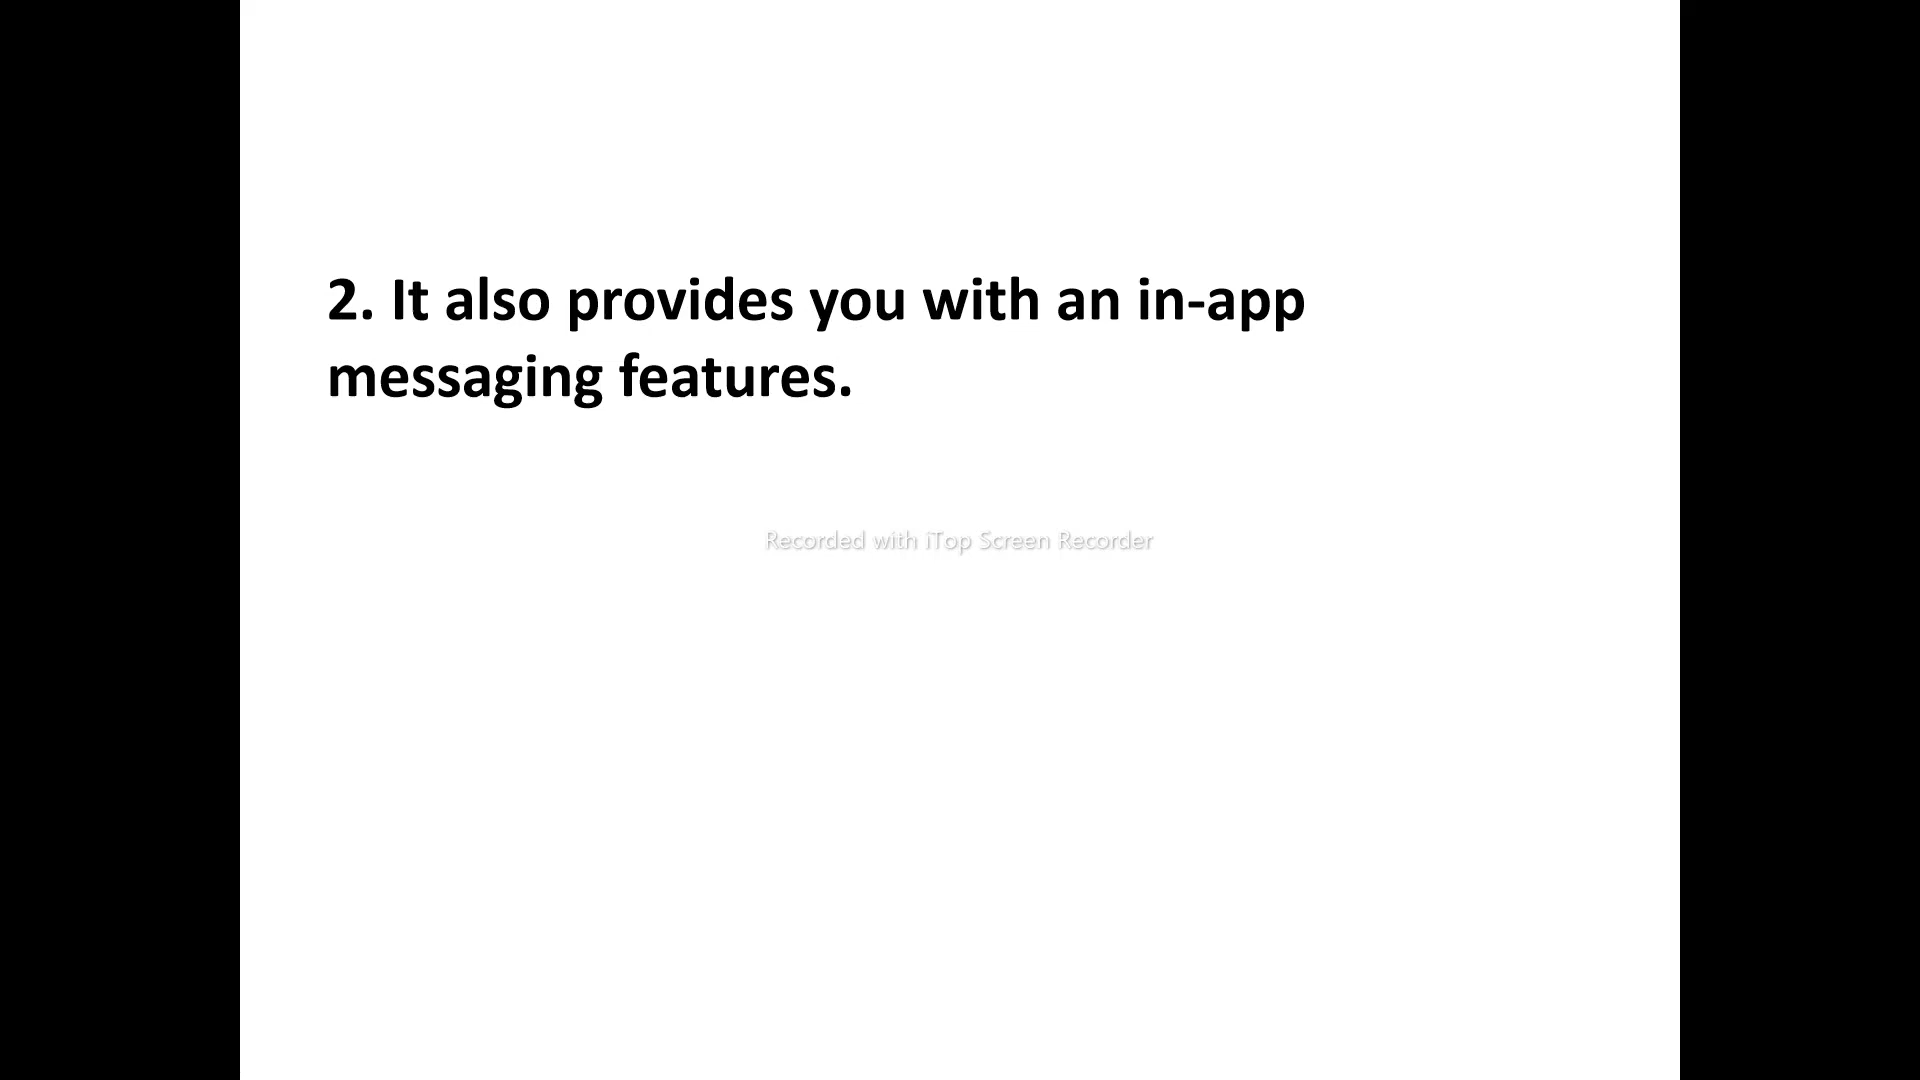 2. It also provides you with an in-app
messaging features.
Recorded with iTop Screen Recorder